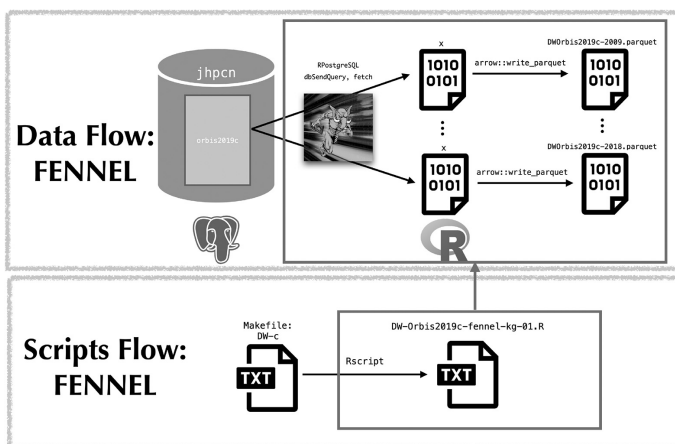 Data Flow:
FENNEL
jhpcn
orbis2019c
RPostgreSQL
dbSendQuery, fetch
x
1010
0101
arrow::write_parquet
DWOrbis2019c-2009.parquet
1010
0101
x
1010
0101
arrow::write_parquet
DWOrbis2019c-2018.parquet
1010
0101
R
Scripts Flow:
FENNEL
Makefile:
DW-c
TXT
Rscript
DW-Orbis2019c-fennel-kg-01.R
TXT